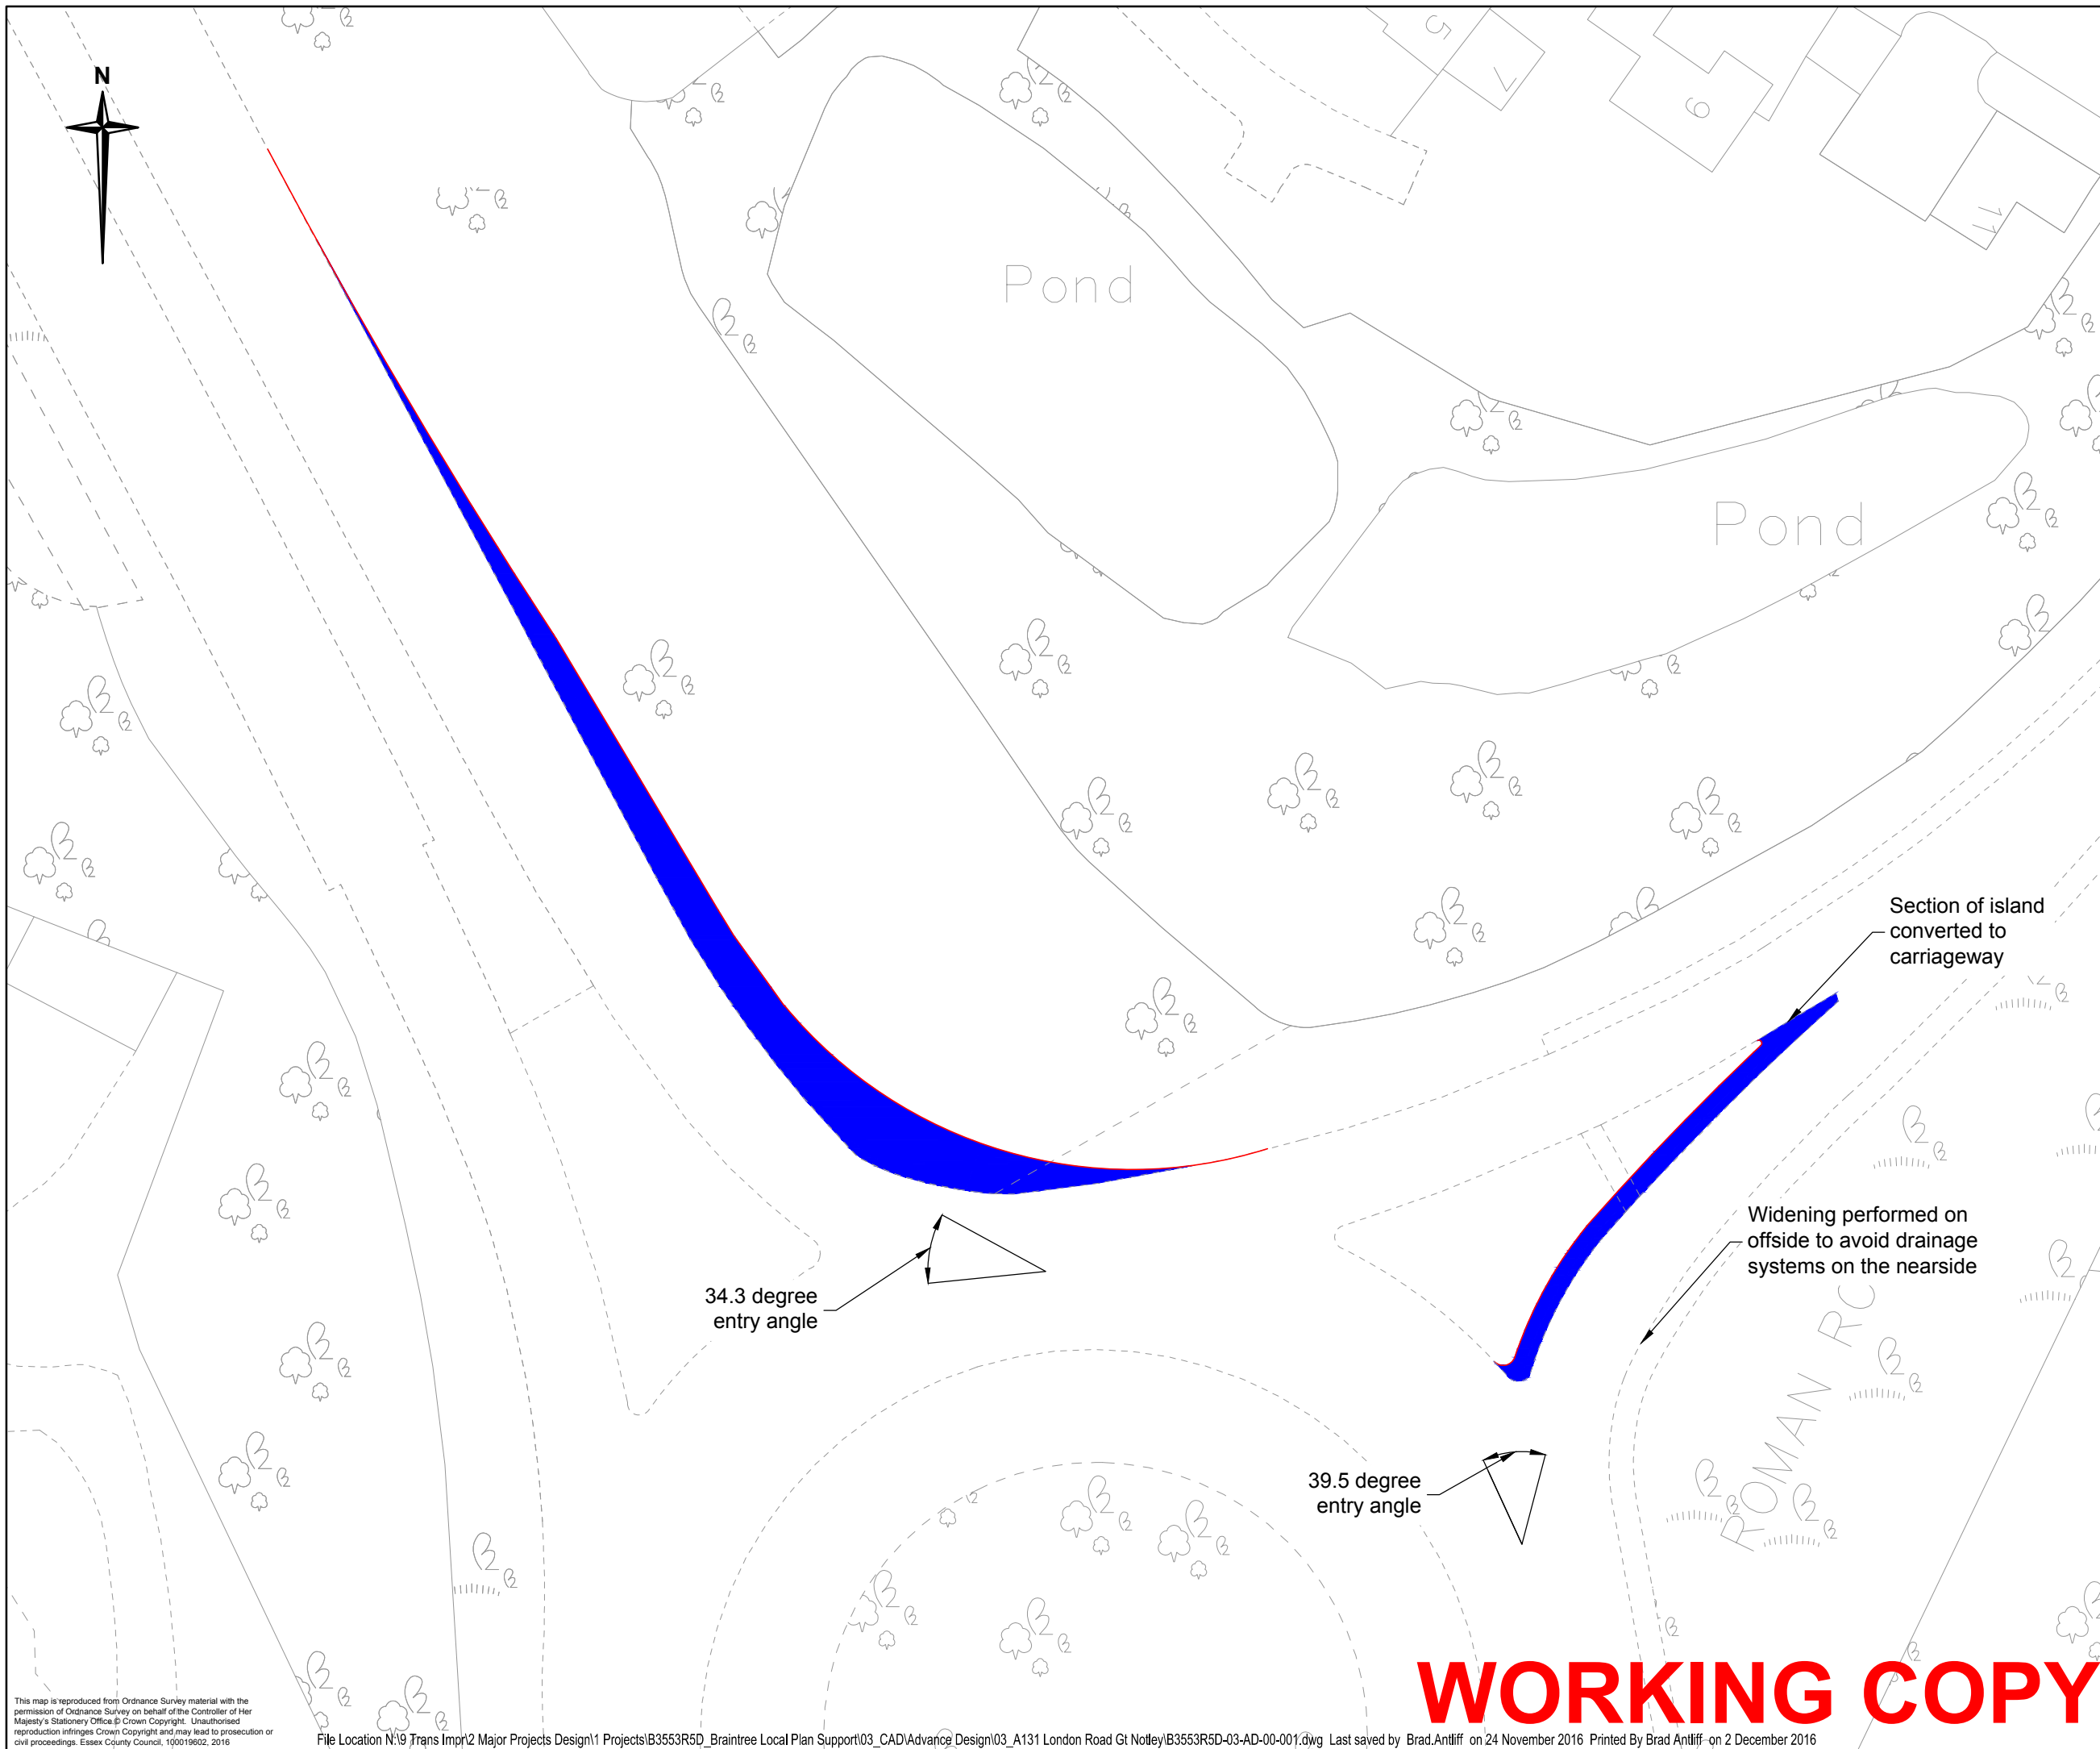 N
5
7
9
11
Pond
Pond
Section of island
converted to
carriageway
Widening performed on
offside to avoid drainage
systems on the nearside
34.3 degree
entry angle
39.5 degree
entry angle
ROMAN RO
WORKING COPY
This map is reproduced from Ordnance Survey material with the
permission of Ordnance Survey on behalf of the Controller of Her
Majesty's Stationery Office © Crown Copyright. Unauthorised
reproduction infringes Crown Copyright and may lead to prosecution or
civil proceedings. Essex County Council, 100019602, 2016
File Location N:\9 Trans Impr\2 Major Projects Design\1 Projects\B3553R5D_Braintree Local Plan Support\03_CAD\Advance Design\03_A131 London Road Gt Notley\B3553R5D-03-AD-00-001.dwg Last saved by Brad.Antliff on 24 November 2016 Printed By Brad Antliff on 2 December 2016